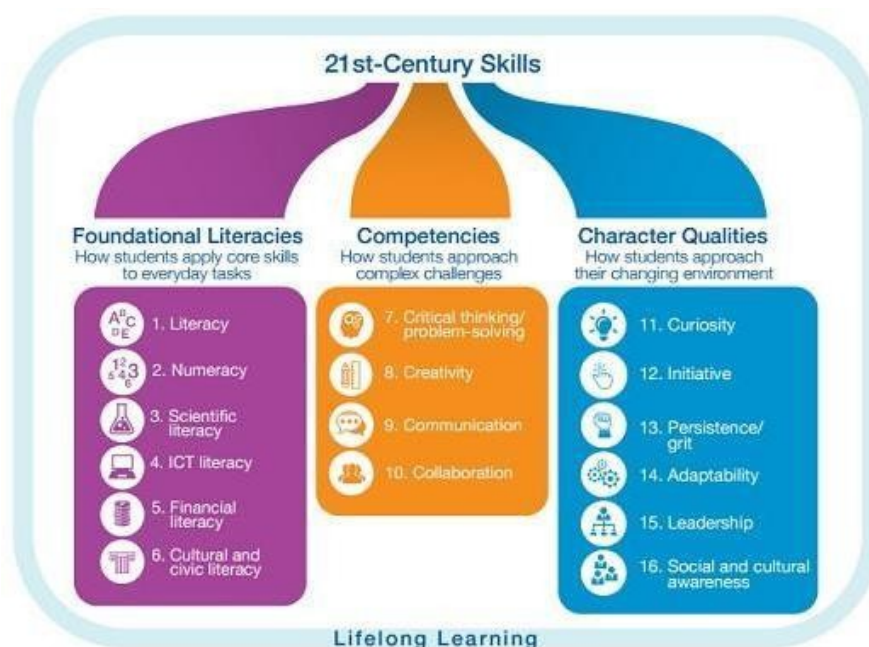 21st-Century Skills
Foundational Literacies
How students apply core skills
to everyday tasks
1. Literacy
2. Numeracy
3. Scientific
literacy
4. ICT literacy
5. Financial
literacy
6. Cultural and
civic literacy
Competencies
How students approach
complex challenges
7. Critical thinking/
problem-solving
8. Creativity
9. Communication
10. Collaboration
Character Qualities
How students approach
their changing environment
11. Curiosity
12. Initiative
13. Persistence/
grit
14. Adaptability
15. Leadership
16. Social and cultural
awareness
Lifelong Learning